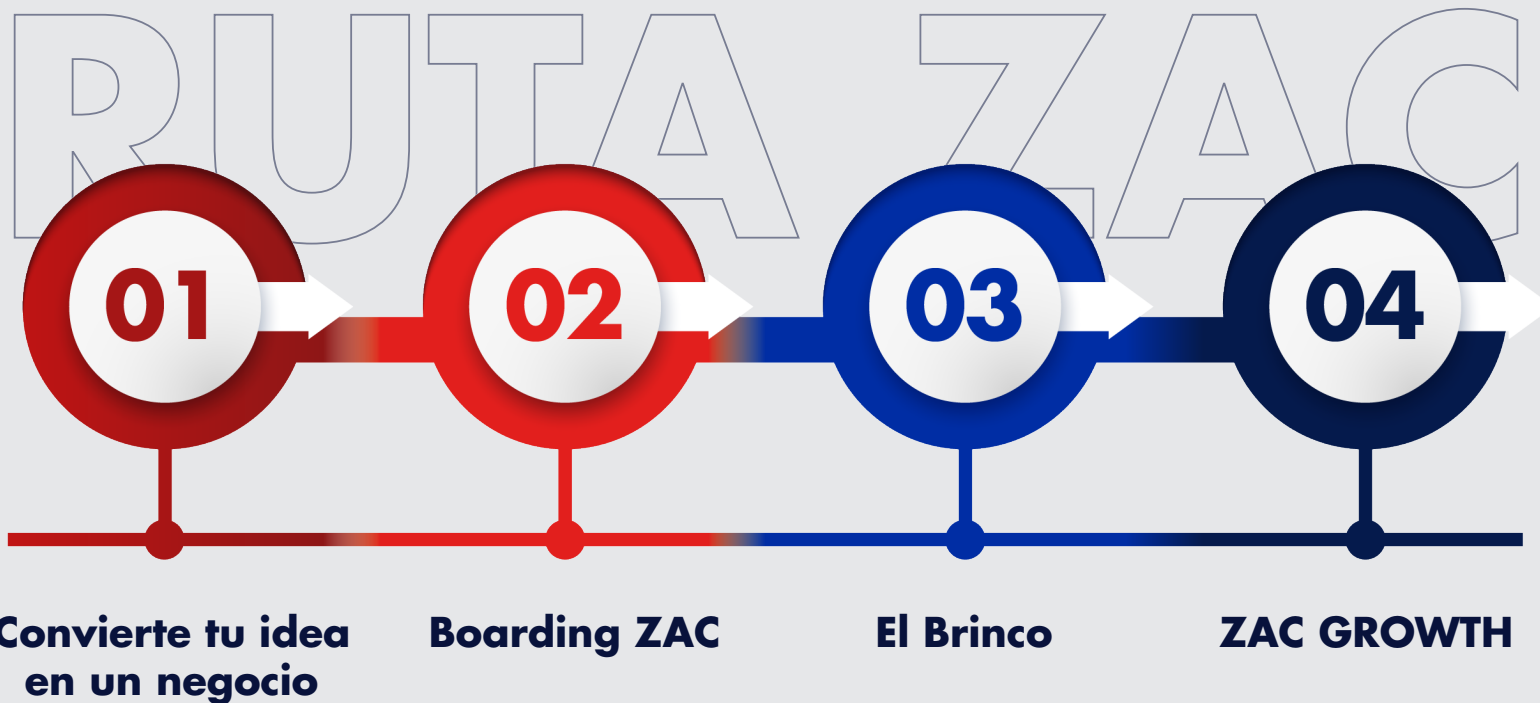 RUTA ZAC
01 02 03 04
Convierte tu idea
en un negocio
Boarding ZAC
El Brinco
ZAC GROWTH